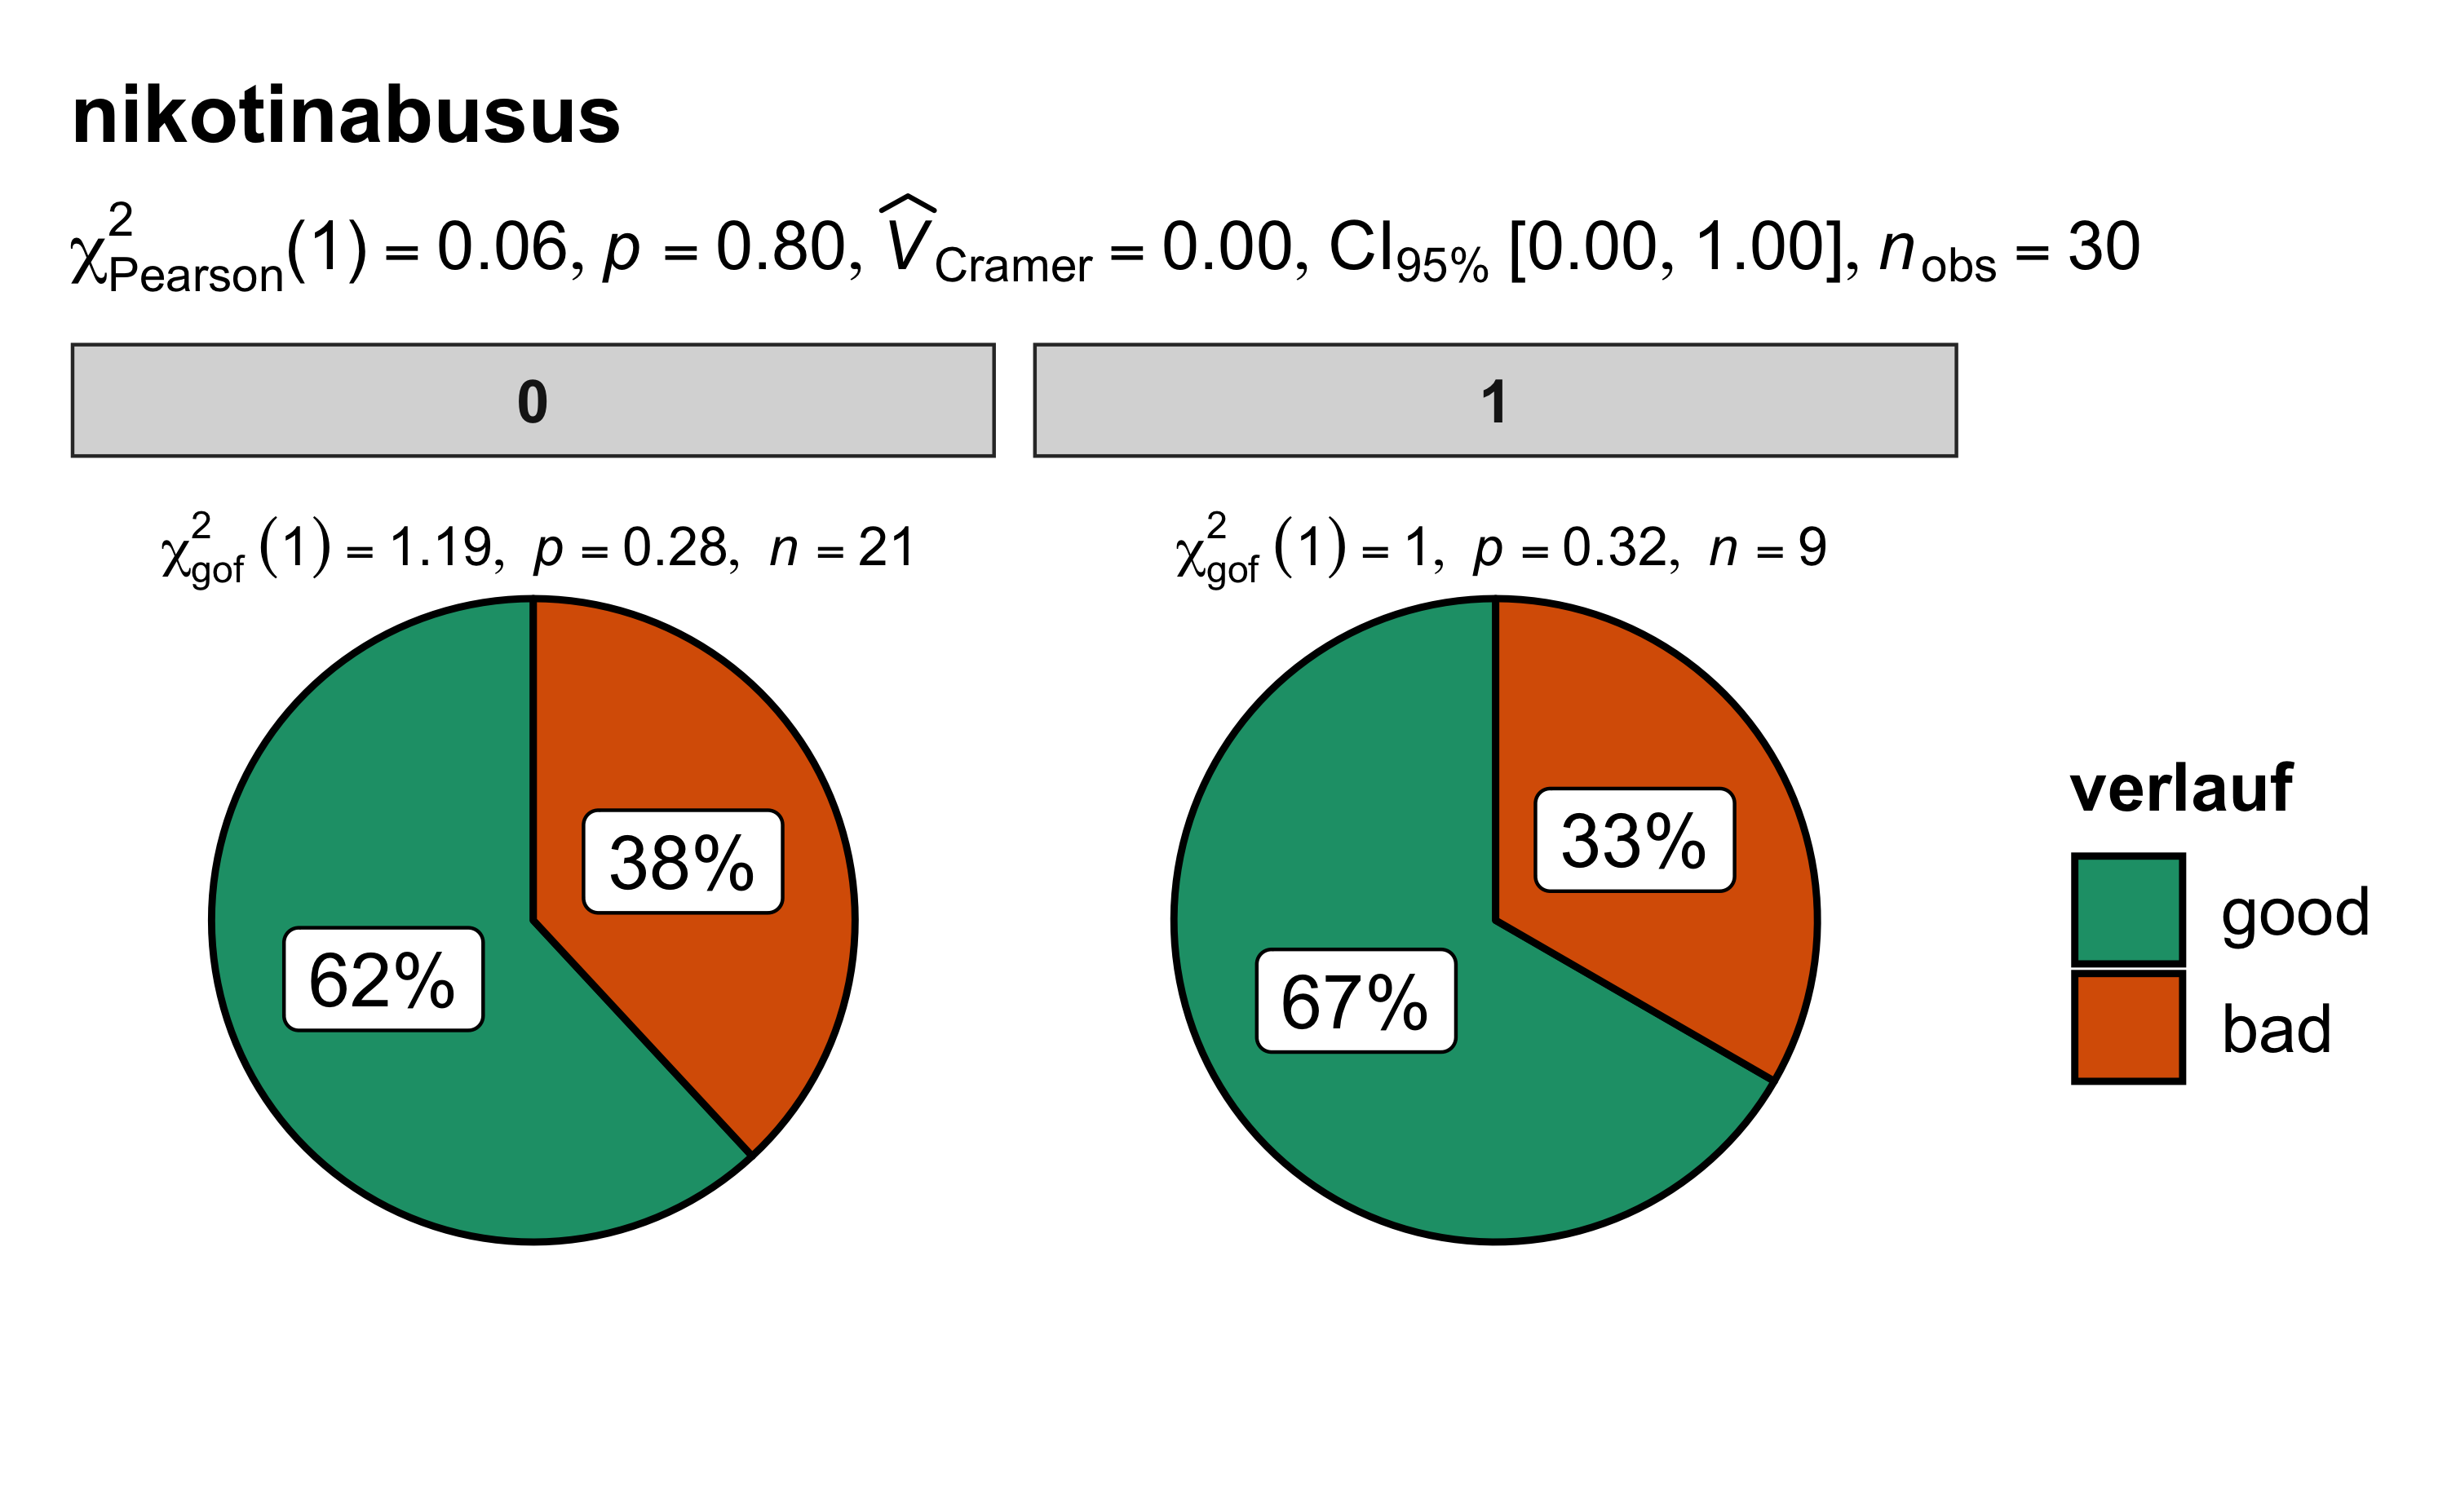 nikotinabusus
χ²Pearson(1) = 0.06, p = 0.80, V̂Cramer = 0.00, CI95% [0.00, 1.00], nobs = 30
0
1
χ²gof(1) = 1.19, p = 0.28, n = 21
χ²gof(1) = 1, p = 0.32, n = 9
38%
62%
33%
67%
verlauf
good
bad